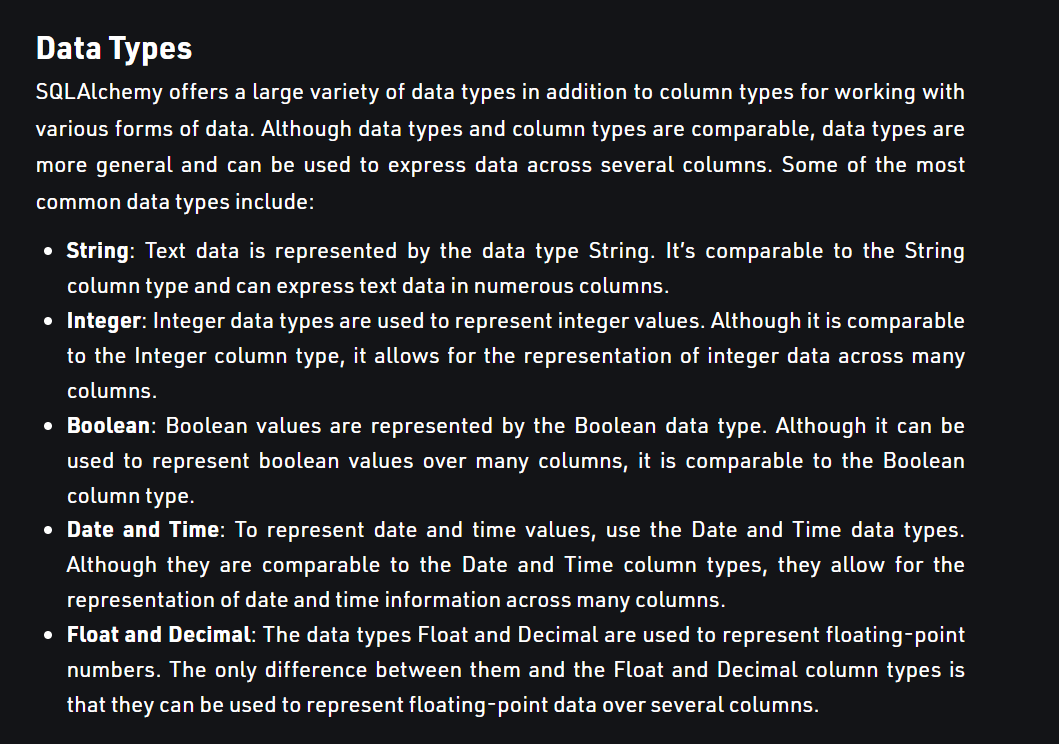 Data Types
SQLAlchemy offers a large variety of data types in addition to column types for working with
various forms of data. Although data types and column types are comparable, data types are
more general and can be used to express data across several columns. Some of the most
common data types include:
• String: Text data is represented by the data type String. It’s comparable to the String
column type and can express text data in numerous columns.
• Integer: Integer data types are used to represent integer values. Although it is comparable
to the Integer column type, it allows for the representation of integer data across many
columns.
• Boolean: Boolean values are represented by the Boolean data type. Although it can be
used to represent boolean values over many columns, it is comparable to the Boolean
column type.
• Date and Time: To represent date and time values, use the Date and Time data types.
Although they are comparable to the Date and Time column types, they allow for the
representation of date and time information across many columns.
• Float and Decimal: The data types Float and Decimal are used to represent floating-point
numbers. The only difference between them and the Float and Decimal column types is
that they can be used to represent floating-point data over several columns.